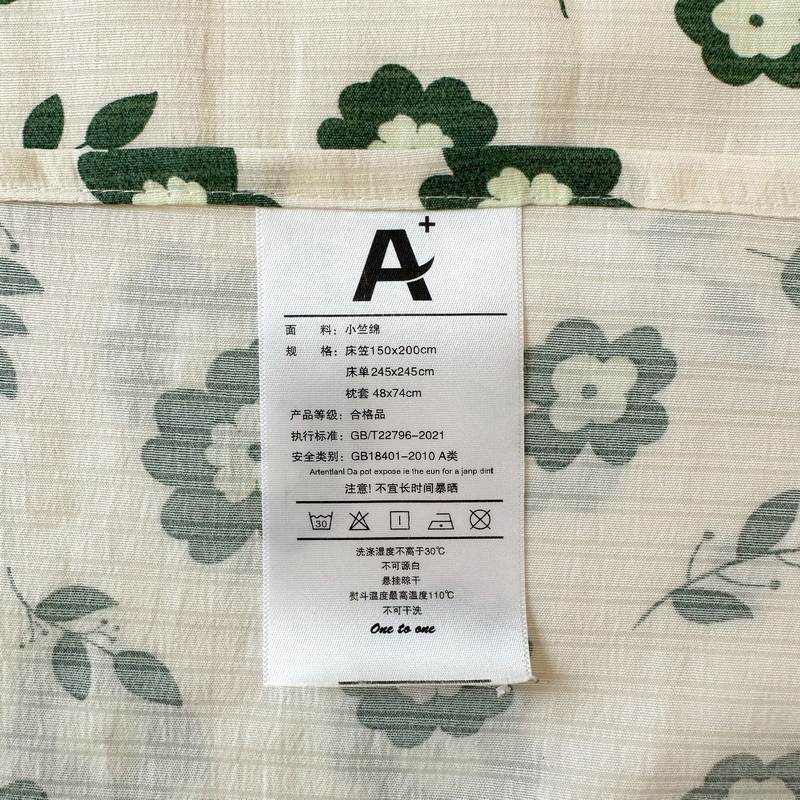 A+
面 料：小竺绵
规 格：床笠150x200cm
床单245x245cm
枕套 48x74cm
产品等级：合格品
执行标准：GB/T22796-2021
安全类别：GB18401-2010 A类
Artentlanl Da pot expose ie the eun for a janp dint
注意! 不宜长时间暴晒
30
洗涤湿度不高于30℃
不可源白
悬挂晾干
熨斗温度最高温度110℃
不可干洗
One to one